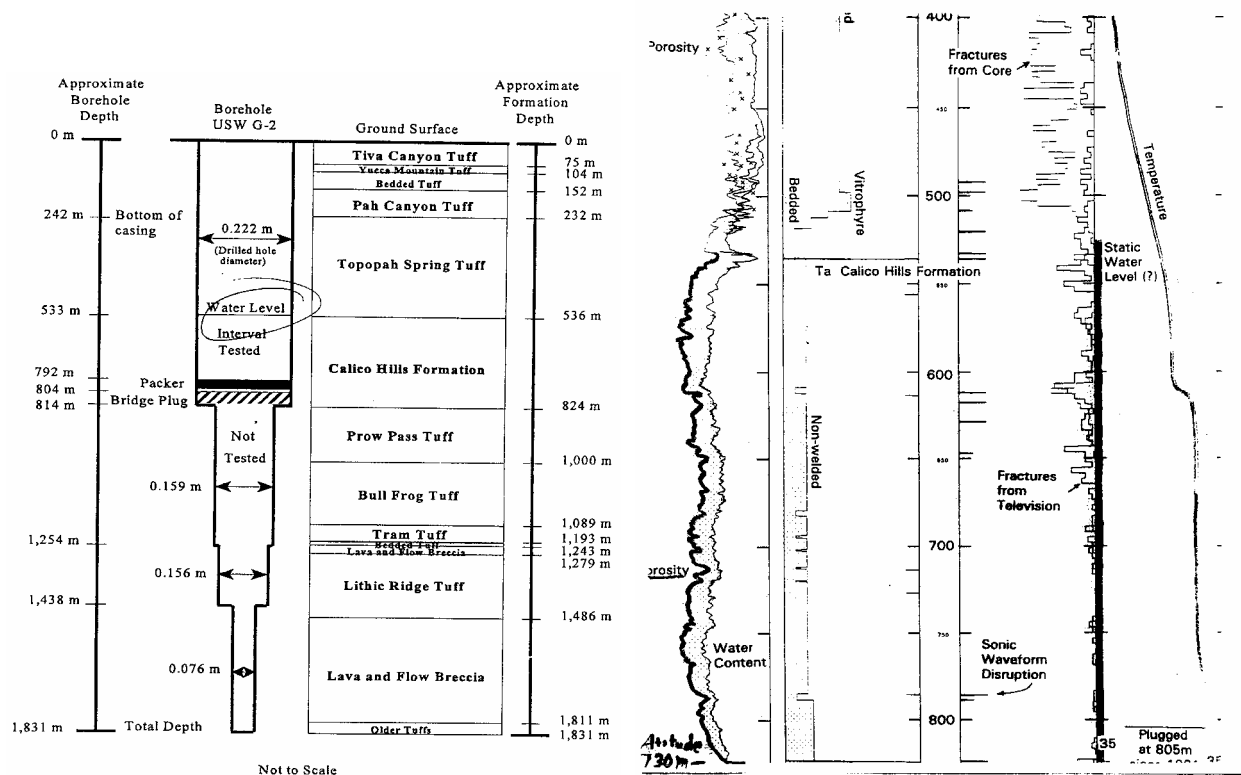 Approximate
Borehole
Depth
Borehole
USW G-2
Ground Surface
Approximate
Formation
Depth
0 m
0 m
Tiva Canyon Tuff
75 m
Yucca Mountain Tuff
104 m
Bedded Tuff
152 m
Pah Canyon Tuff
242 m
Bottom of
casing
232 m
0.222 m
(Drilled hole
diameter)
Topopah Spring Tuff
Water Level
533 m
536 m
Interval
Tested
Calico Hills Formation
792 m
Packer
804 m
Bridge Plug
814 m
824 m
Not
Tested
Prow Pass Tuff
1,000 m
0.159 m
Bull Frog Tuff
1,089 m
Tram Tuff
1,193 m
Bedded Tuff
1,254 m
1,243 m
Lava and Flow Breccia
1,279 m
0.156 m
Lithic Ridge Tuff
1,438 m
1,486 m
0.076 m
Lava and Flow Breccia
Total Depth
1,811 m
1,831 m
Older Tuffs
1,831 m
Not to Scale
Porosity
Fractures
from Core
400
450
Temperature
Bedded
Vitrophyre
500
Static
Water
Level (?)
Ta Calico Hills Formation
550
600
Non-welded
650
Fractures
from
Television
700
Porosity
750
Water
Content
Sonic
Waveform
Disruption
800
Altitude
730m
35
Plugged
at 805m
35